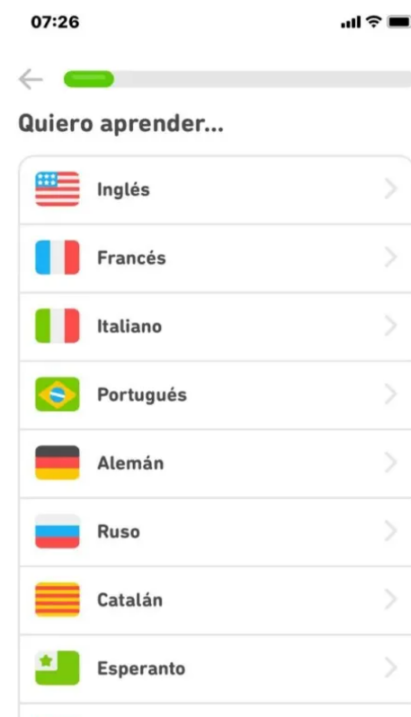 07:26
Quiero aprender...
Inglés
Francés
Italiano
Portugués
Alemán
Ruso
Catalán
Esperanto